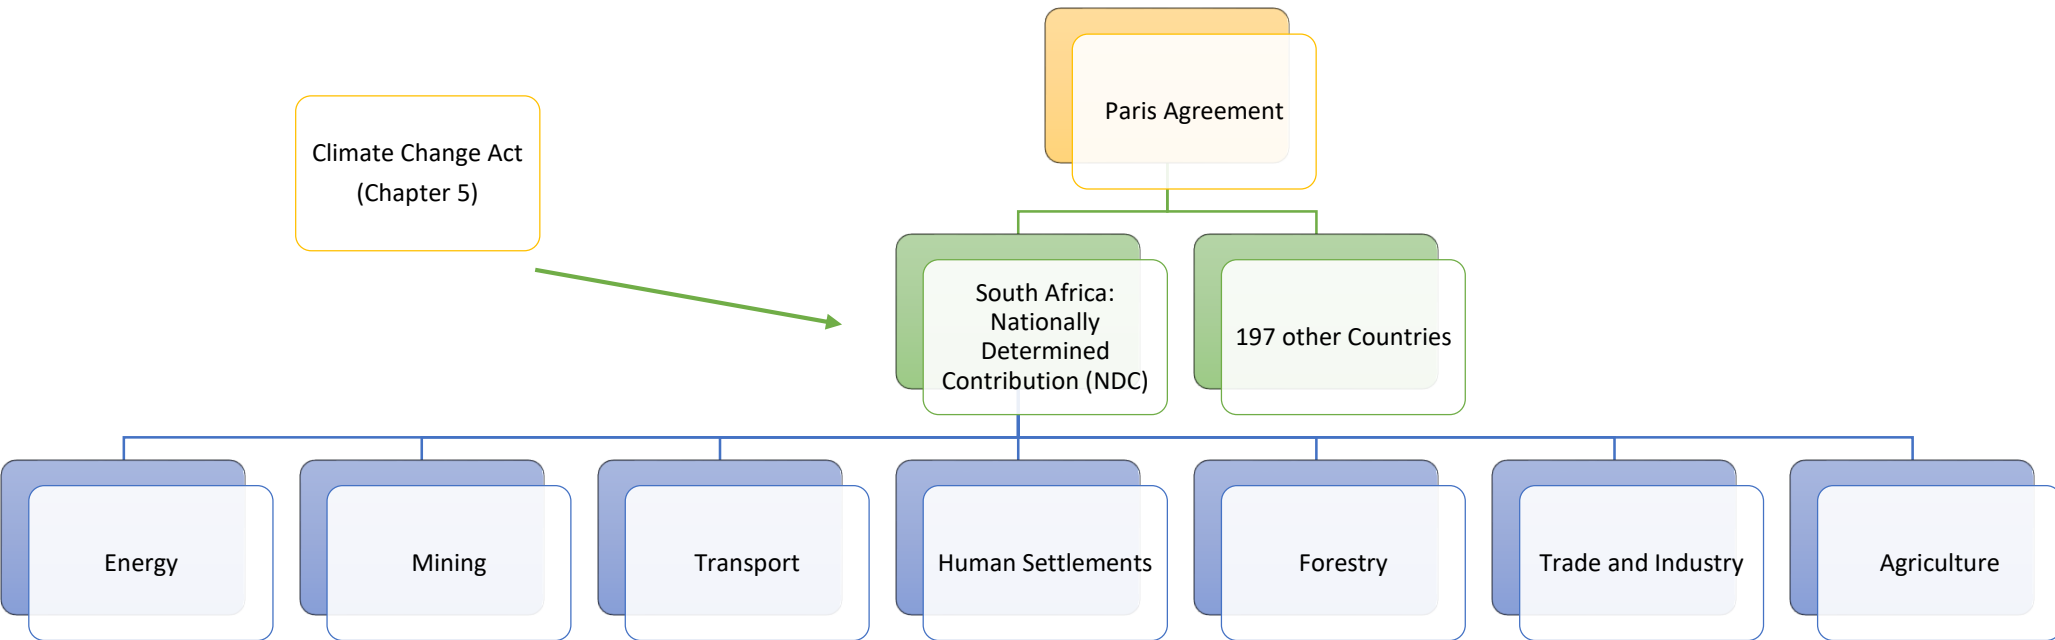 Paris Agreement
Climate Change Act
(Chapter 5)
South Africa:
Nationally
Determined
Contribution (NDC)
197 other Countries
Energy
Mining
Transport
Human Settlements
Forestry
Trade and Industry
Agriculture